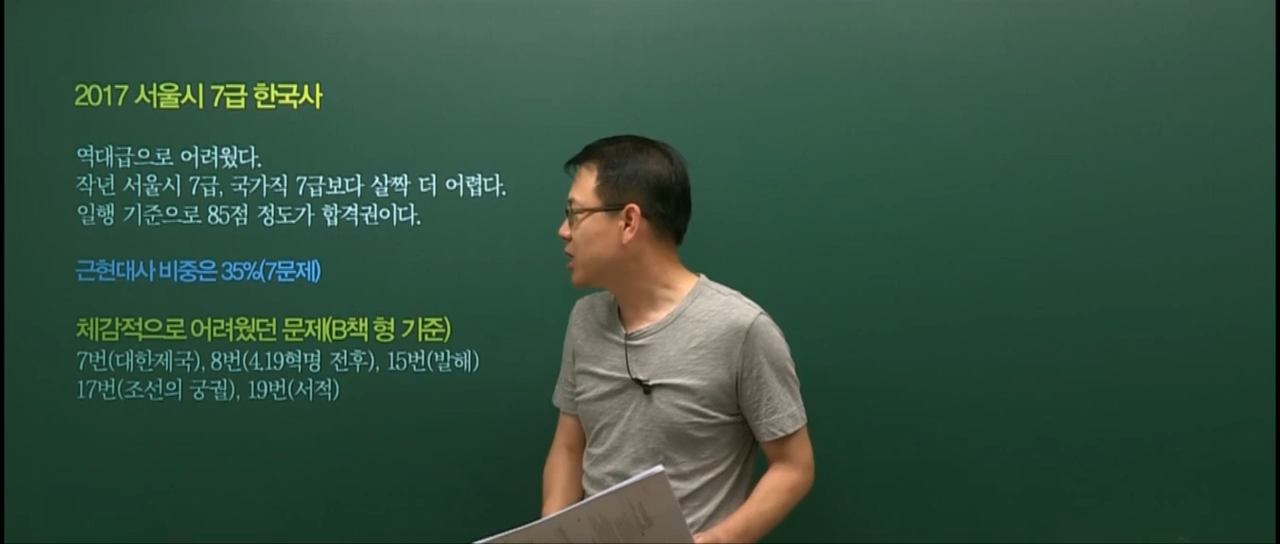 2017 서울시 7급 한국사
역대급으로 어려웠다.
작년 서울시 7급, 국가직 7급보다 살짝 더 어렵다.
일행 기준으로 85점 정도가 합격권이다.
근현대사 비중은 35%(7문제)
체감적으로 어려웠던 문제(B책 형 기준)
7번(대한제국), 8번(4.19혁명 전후), 15번(발해)
17번(조선의 궁궐), 19번(서적)